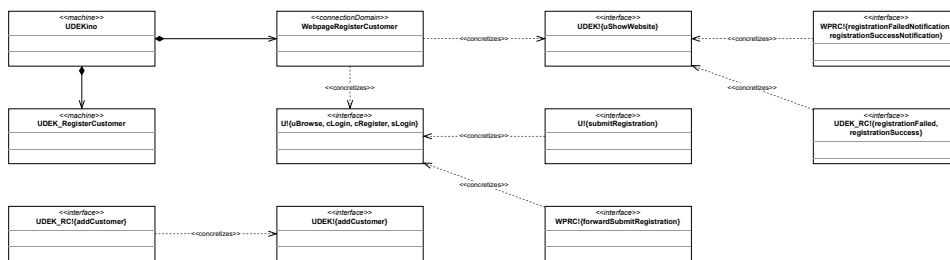 <<machine>>
UDEKino
<<connectionDomain>>
WebpageRegisterCustomer
<<concretizes>>
<<interface>>
UDEK!{uShowWebsite}
<<concretizes>>
<<interface>>
WPRC!{registrationFailedNotification,
registrationSuccessNotification}
<<concretizes>>
<<concretizes>>
<<machine>>
UDEK_RegisterCustomer
<<interface>>
U!{uBrowse, cLogin, cRegister, sLogin}
<<concretizes>>
<<interface>>
U!{submitRegistration}
<<interface>>
UDEK_RC!{registrationFailed,
registrationSuccess}
<<concretizes>>
<<interface>>
UDEK_RC!{addCustomer}
<<concretizes>>
<<interface>>
UDEK!{addCustomer}
<<interface>>
WPRC!{forwardSubmitRegistration}